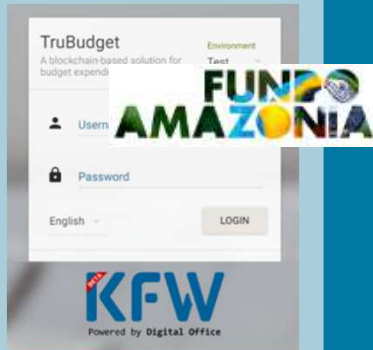 TruBudget
Environment
A blockchain-based solution for
Test
budget expendi
FUNDO
AMAZONIA
Usern
Password
English
LOGIN
BETA
KFW
Powered by Digital Office